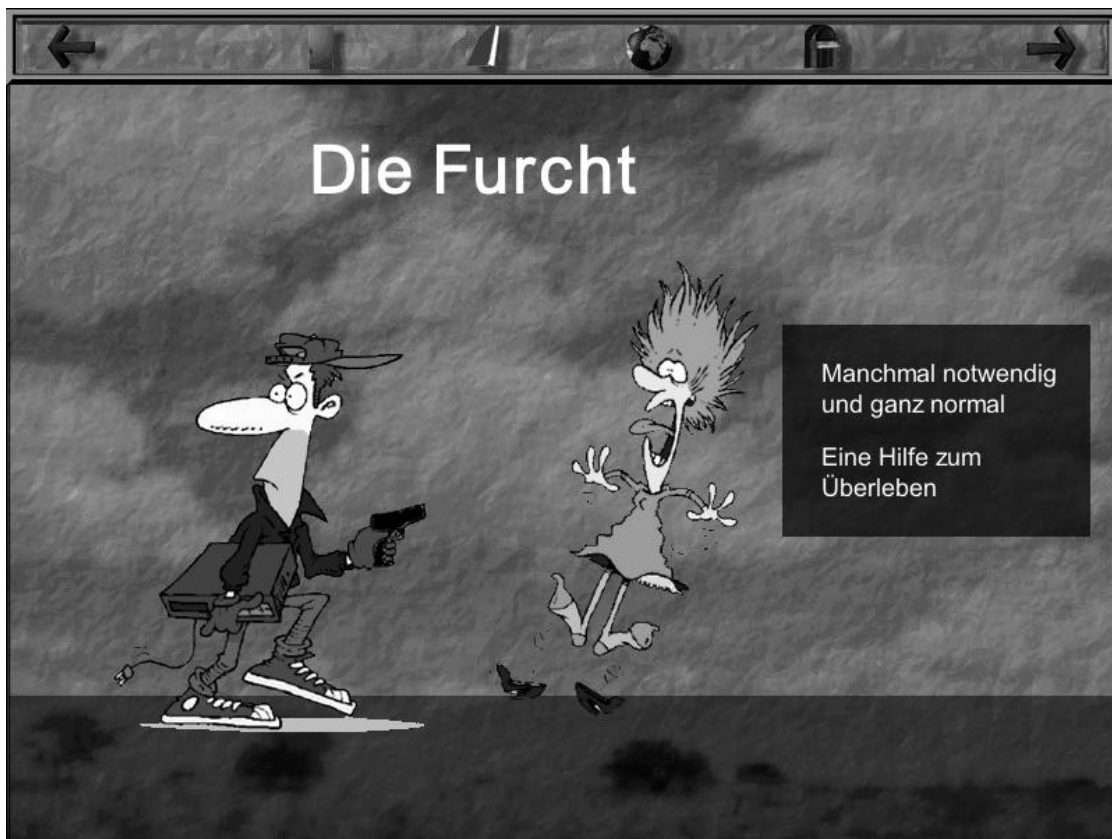 Die Furcht
Manchmal notwendig
und ganz normal
Eine Hilfe zum
Überleben